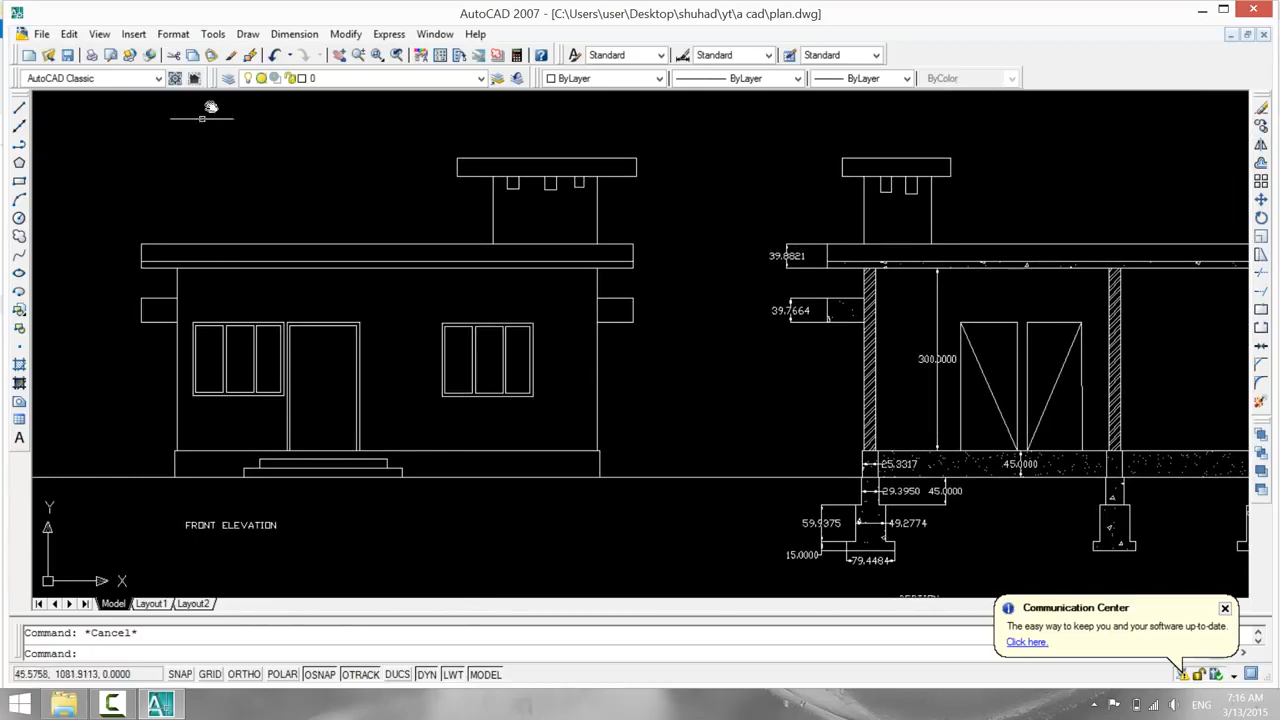 AutoCAD 2007 - [C:\Users\user\Desktop\shuhad\yt\a cad\plan.dwg]
File Edit View Insert Format Tools Draw Dimension Modify Express Window Help
Standard Standard Standard
AutoCAD Classic 0 ByLayer ByLayer ByLayer ByColor
39.8821
39.7664
300.0000
25.3317 45.0000
29.3950 45.0000
59.9375 49.2774
15.0000 79.4484
FRONT ELEVATION
Y
X
SECTION
Model Layout1 Layout2
Communication Center
The easy way to keep you and your software up-to-date.
Click here.
Command: *Cancel*
Command:
45.5758, 1081.9113, 0.0000 SNAP GRID ORTHO POLAR OSNAP OTRACK DUCS DYN LWT MODEL
ENG
7:16 AM
3/13/2015